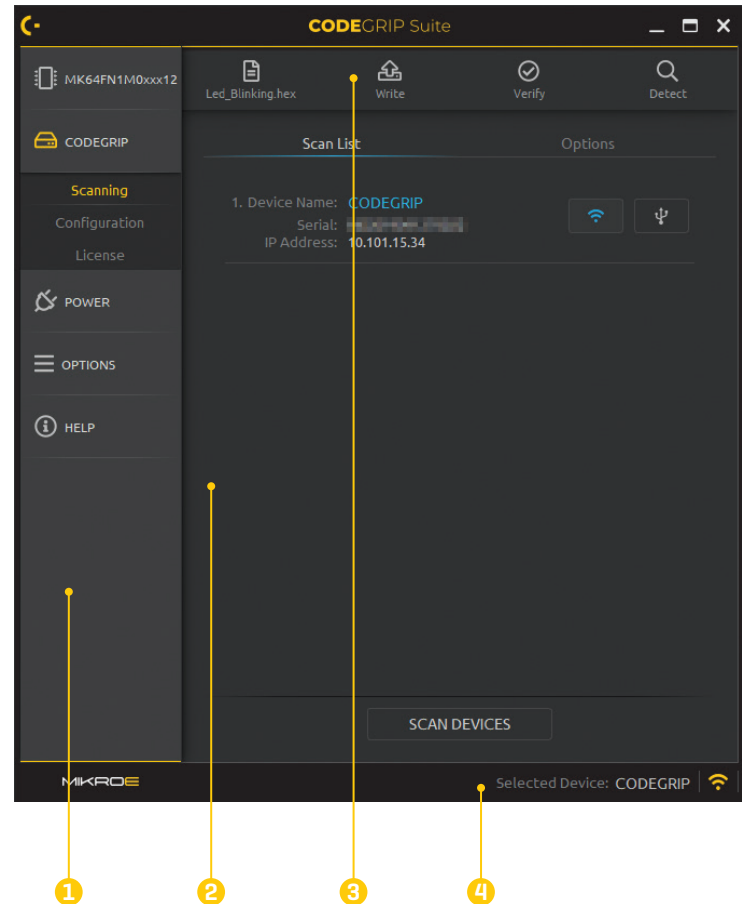 CODEGRIP Suite
MK64FN1M0xxx12
Led_Blinking.hex
Write
Verify
Detect
CODEGRIP
Scanning
Configuration
License
POWER
OPTIONS
HELP
Scan List
Options
1. Device Name: CODEGRIP
Serial:
IP Address: 10.101.15.34
SCAN DEVICES
MIKROE
Selected Device: CODEGRIP
1
2
3
4